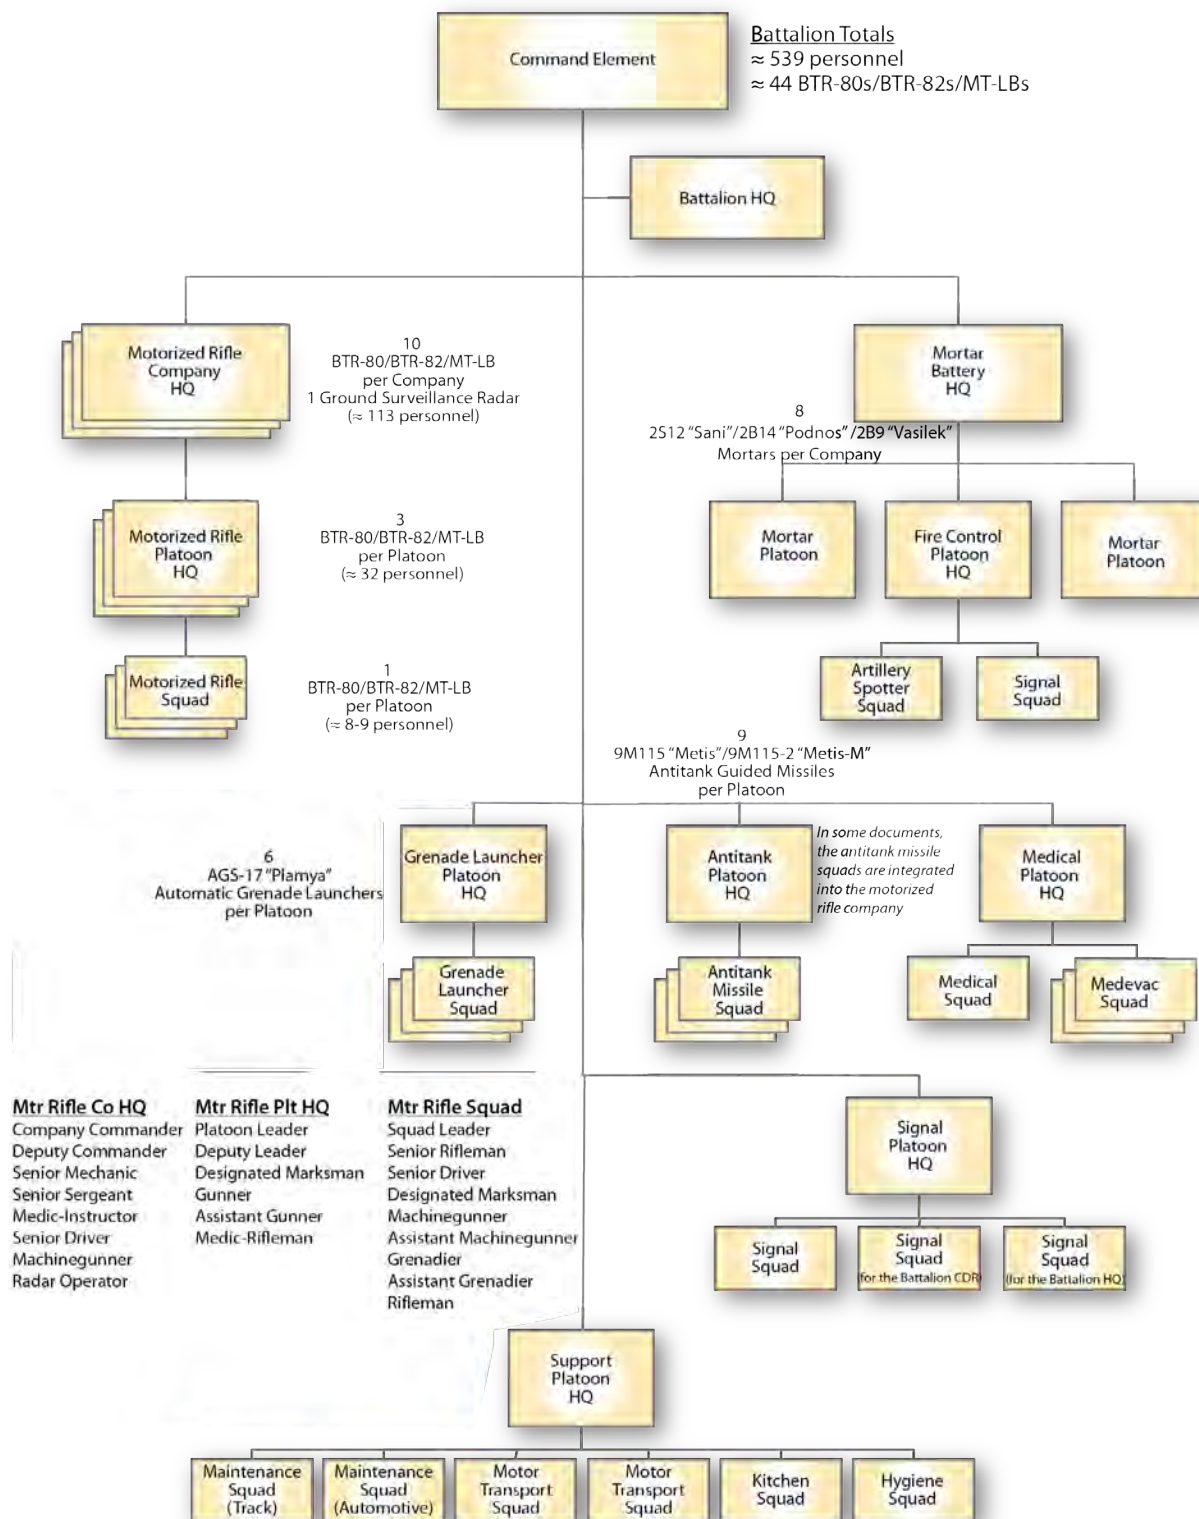 Command Element
Battalion Totals
≈ 539 personnel
≈ 44 BTR-80s/BTR-82s/MT-LBs
Battalion HQ
Motorized Rifle
Company
HQ
10
BTR-80/BTR-82/MT-LB
per Company
1 Ground Surveillance Radar
(≈ 113 personnel)
Mortar
Battery
HQ
8
2S12 “Sani”/2B14 “Podnos”/2B9 “Vasilek”
Mortars per Company
Motorized Rifle
Platoon
HQ
3
BTR-80/BTR-82/MT-LB
per Platoon
(≈ 32 personnel)
Mortar
Platoon
Fire Control
Platoon
HQ
Mortar
Platoon
Motorized Rifle
Squad
1
BTR-80/BTR-82/MT-LB
per Platoon
(≈ 8-9 personnel)
Artillery
Spotter
Squad
Signal
Squad
9
9M115 “Metis”/9M115-2 “Metis-M”
Antitank Guided Missiles
per Platoon
6
AGS-17 “Plamya”
Automatic Grenade Launchers
per Platoon
Grenade Launcher
Platoon
HQ
Antitank
Platoon
HQ
In some documents,
the antitank missile
squads are integrated
into the motorized
rifle company
Medical
Platoon
HQ
Grenade
Launcher
Squad
Antitank
Missile
Squad
Medical
Squad
Medevac
Squad
Mtr Rifle Co HQ
Company Commander
Deputy Commander
Senior Mechanic
Senior Sergeant
Medic-Instructor
Senior Driver
Machinegunner
Radar Operator
Mtr Rifle Plt HQ
Platoon Leader
Deputy Leader
Designated Marksman
Gunner
Assistant Gunner
Medic-Rifleman
Mtr Rifle Squad
Squad Leader
Senior Rifleman
Senior Driver
Designated Marksman
Machinegunner
Assistant Machinegunner
Grenadier
Assistant Grenadier
Rifleman
Signal
Platoon
HQ
Signal
Squad
Signal
Squad
(for the Battalion CDR)
Signal
Squad
(for the Battalion HQ)
Support
Platoon
HQ
Maintenance
Squad
(Track)
Maintenance
Squad
(Automotive)
Motor
Transport
Squad
Motor
Transport
Squad
Kitchen
Squad
Hygiene
Squad